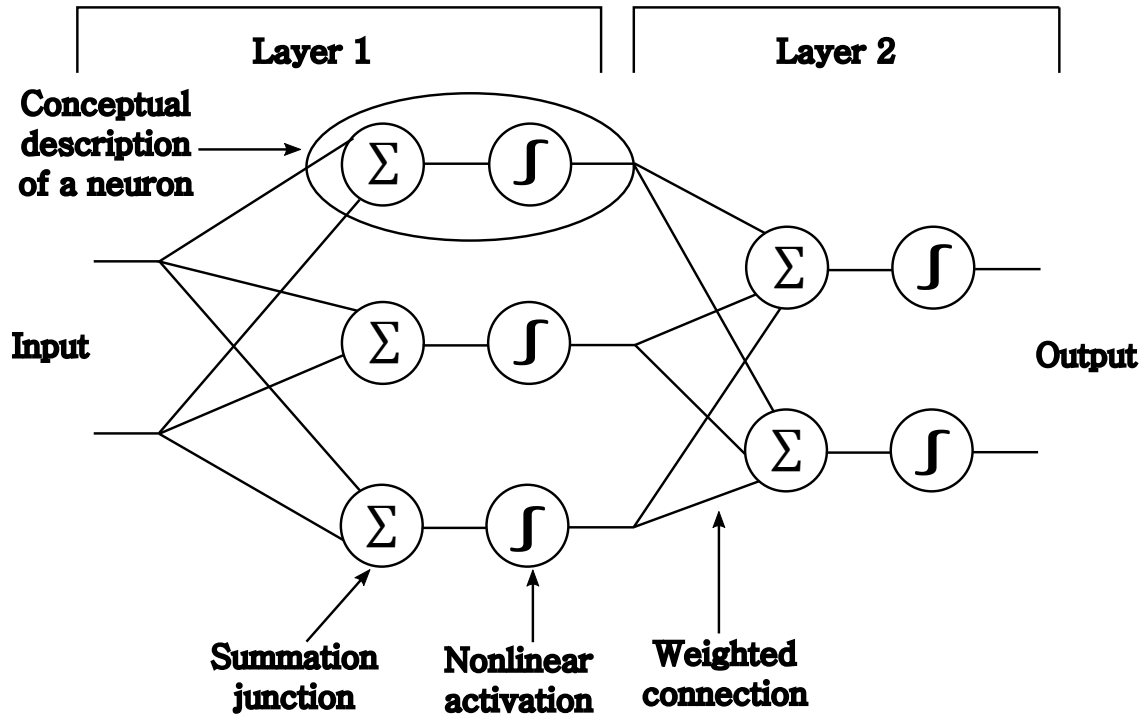 Layer 1
Layer 2
Conceptual
description
of a neuron
Σ
ʃ
Σ
ʃ
Input
Σ
ʃ
Output
Σ
ʃ
Σ
ʃ
Summation
junction
Nonlinear
activation
Weighted
connection